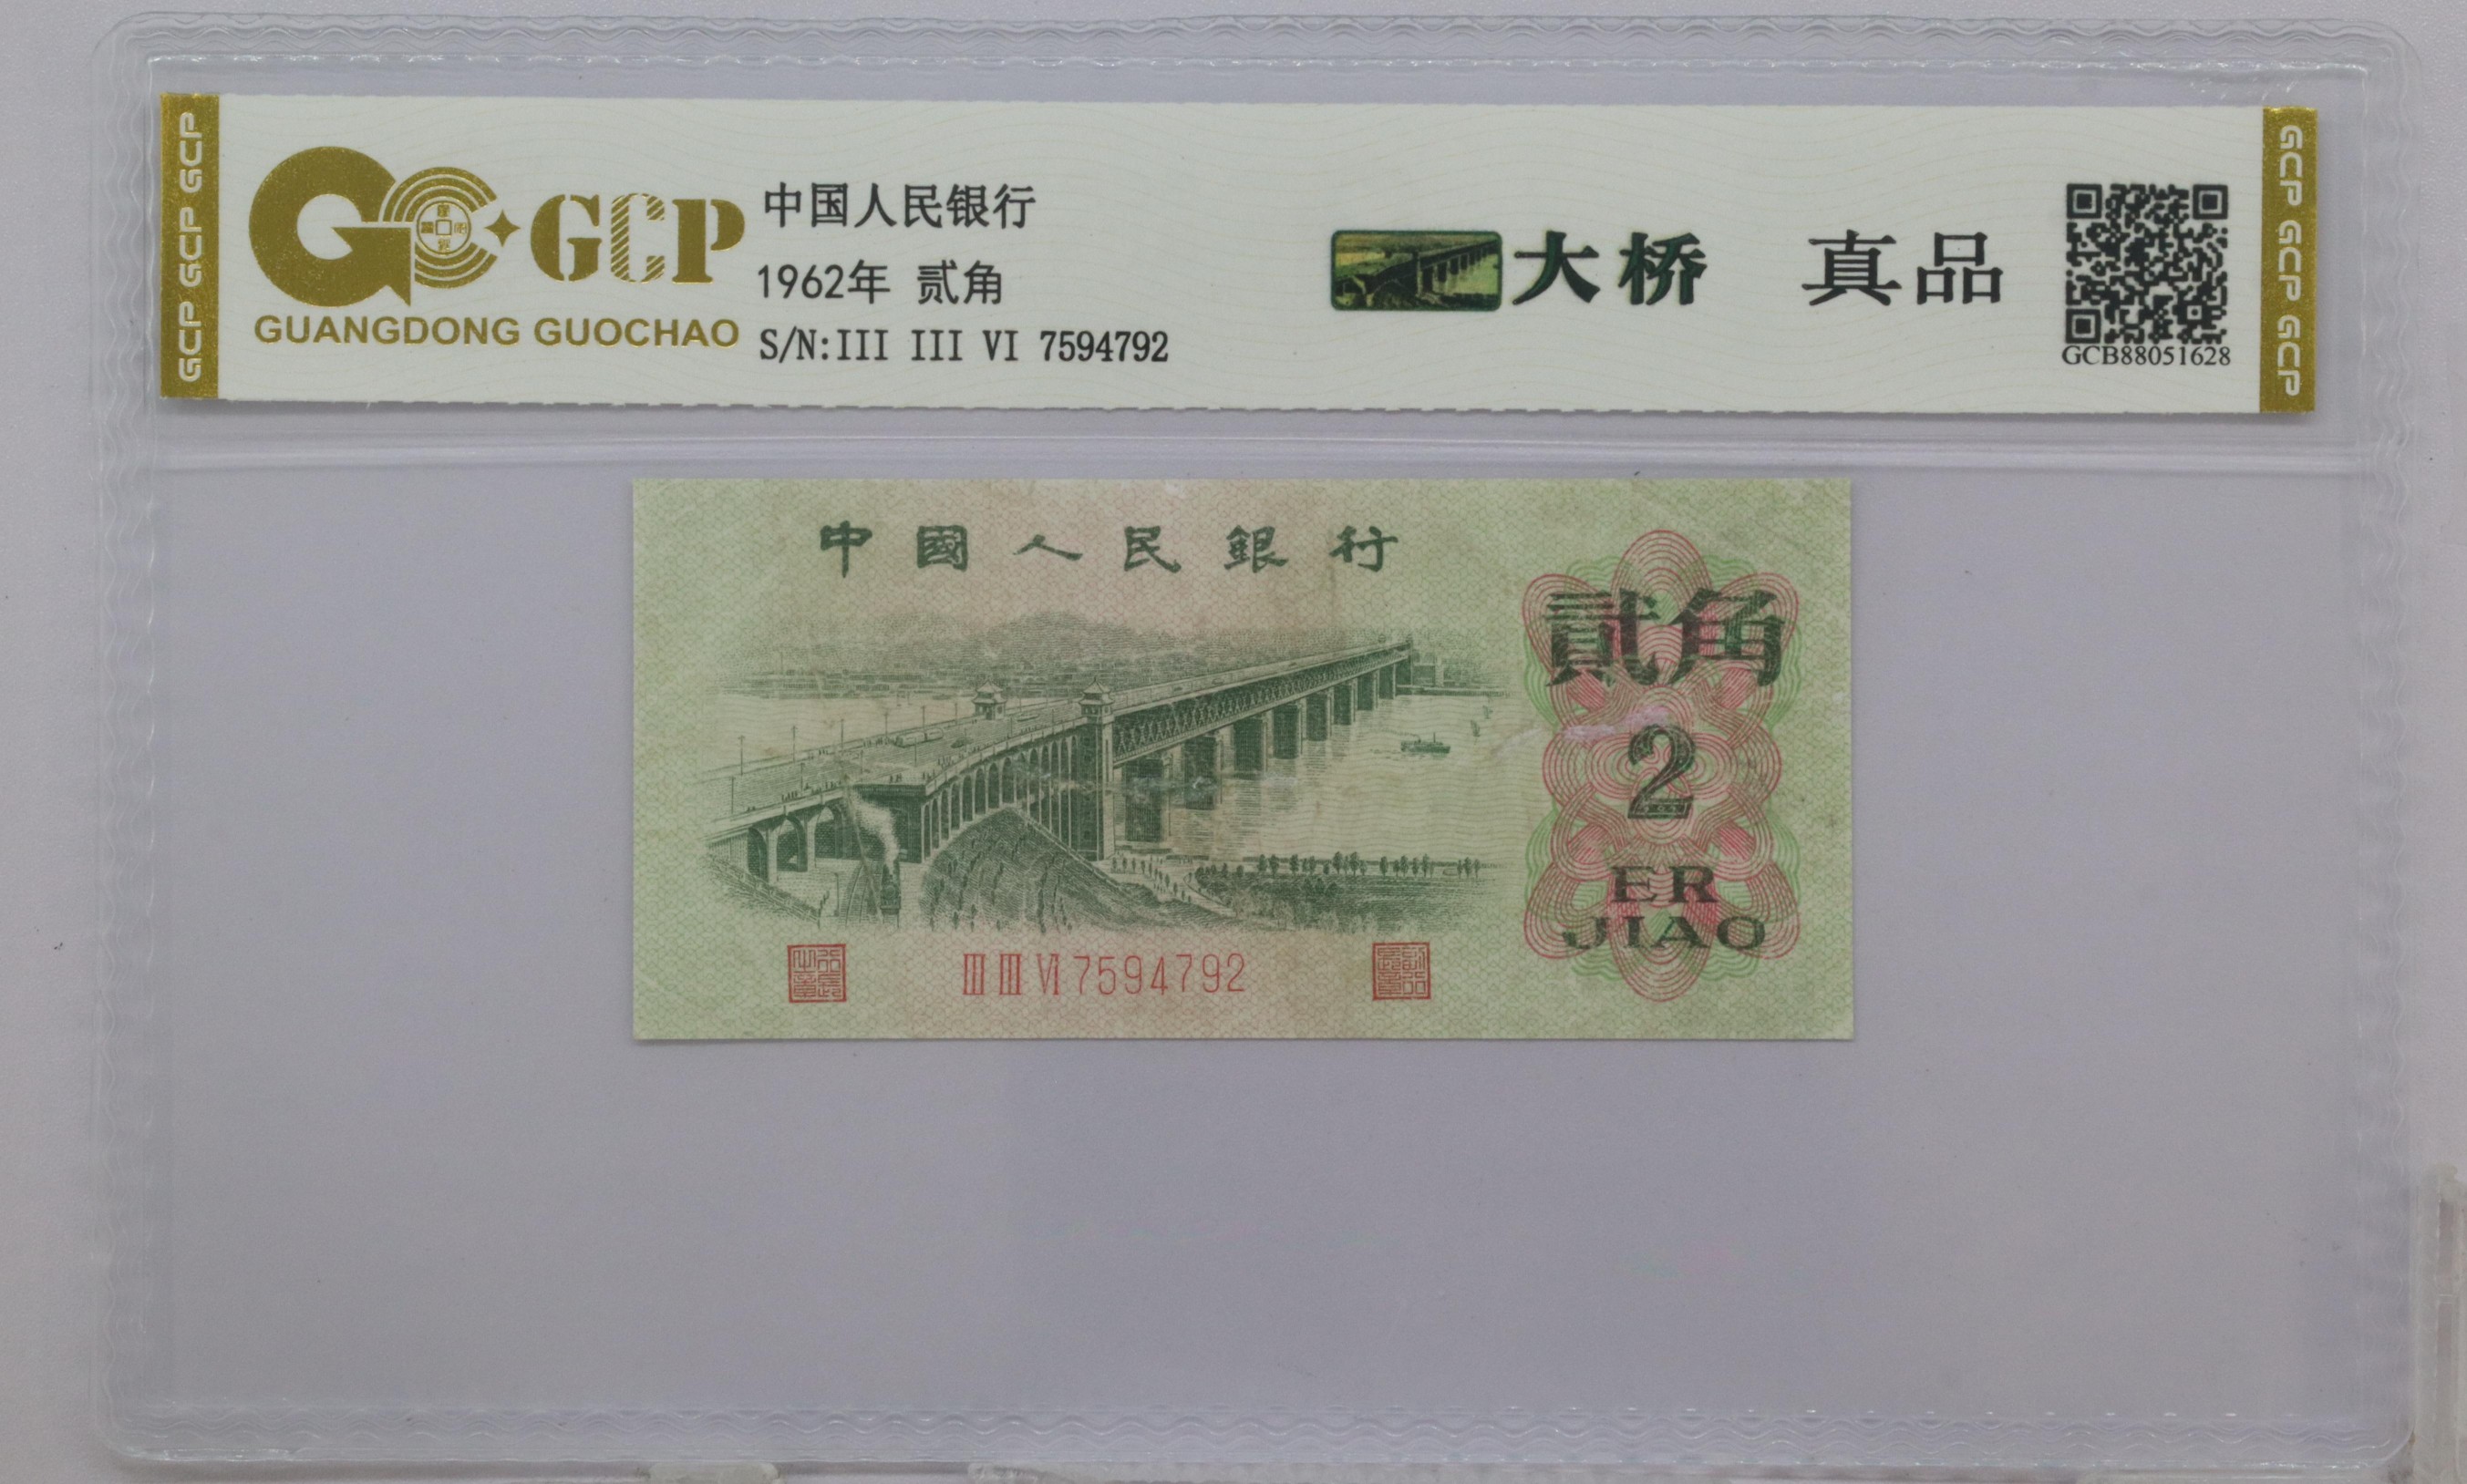 GCP GCP GCP
GCP
GUANGDONG GUOCHAO
中国人民银行
1962年 贰角
S/N:III III VI 7594792
大桥 真品
GCB88051628
GCP GCP GCP
中國人民銀行
貳角
2
ER
JIAO
III III VI 7594792